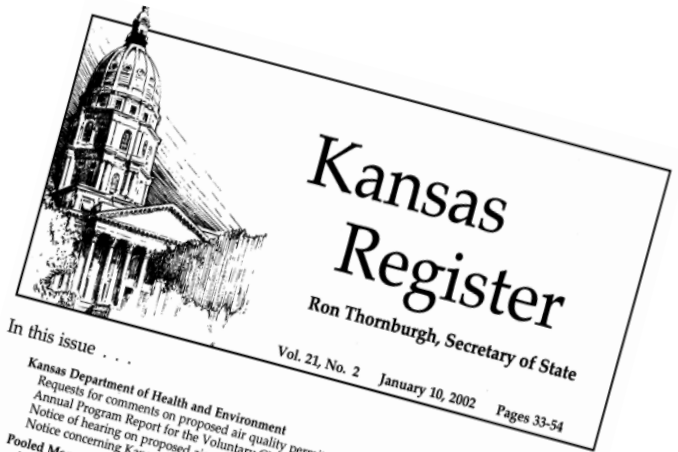 Kansas
Register
Ron Thornburgh, Secretary of State
Vol. 21, No. 2 January 10, 2002 Pages 33-54
In this issue . . .
Kansas Department of Health and Environment
Requests for comments on proposed air quality
Annual Program Report for the Voluntary
Notice of hearing on proposed
Notice concerning
Pooled